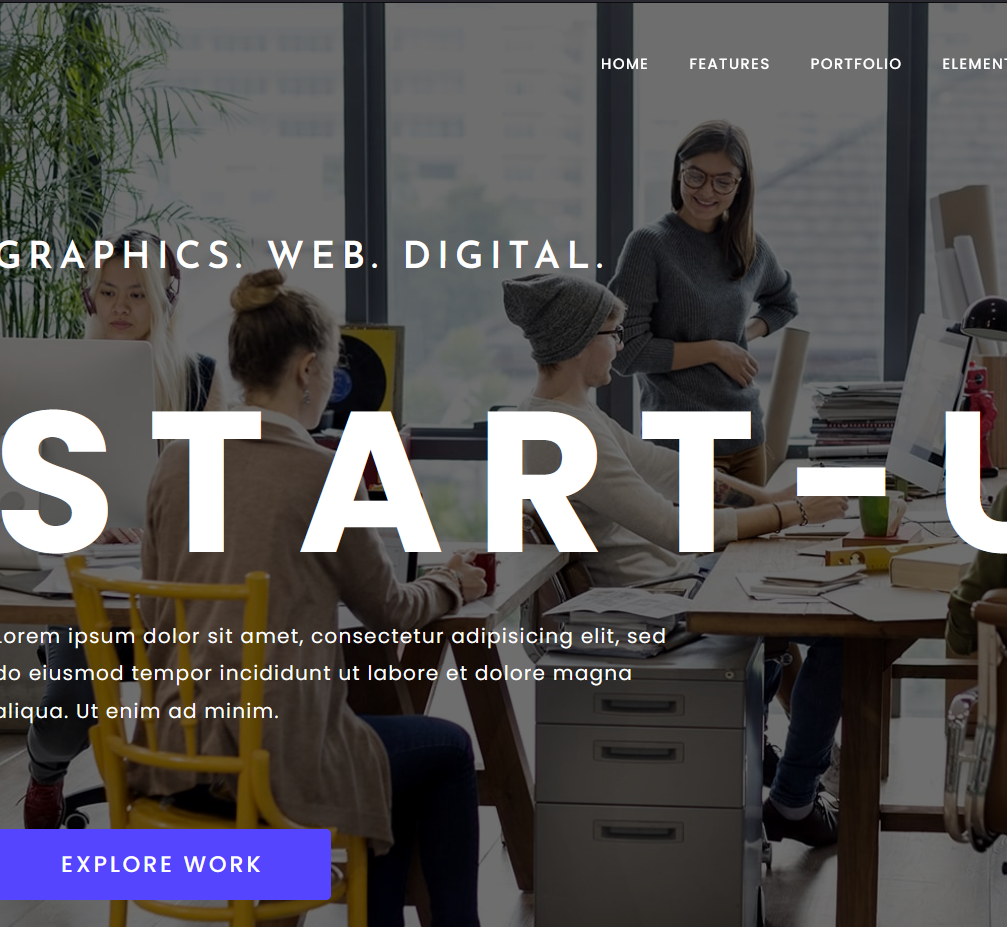 HOME FEATURES PORTFOLIO
GRAPHICS. WEB. DIGITAL.
START-U
Lorem ipsum dolor sit amet, consectetur adipisicing elit, sed
do eiusmod tempor incididunt ut labore et dolore magna
aliqua. Ut enim ad minim.
EXPLORE WORK